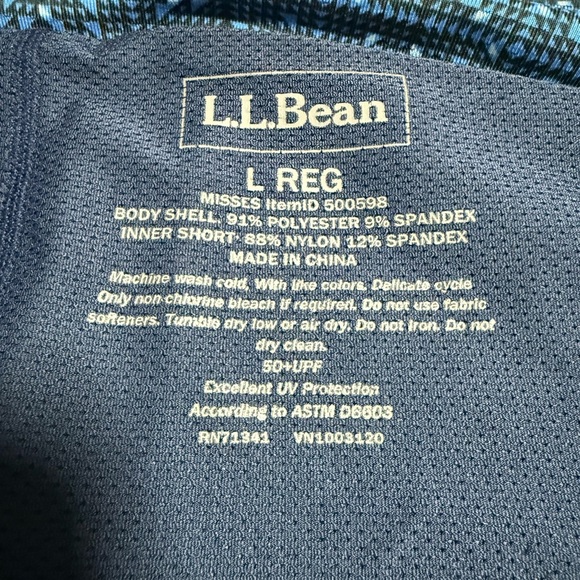 L.L.Bean
L REG
MISSES ItemID 500598
BODY SHELL, 91% POLYESTER 9% SPANDEX
INNER SHORT- 88% NYLON 12% SPANDEX
MADE IN CHINA
Machine wash cold, With like colors, Delicate cycle
Only non-chlorine bleach if required. Do not use fabric
softeners. Tumble dry low or air dry. Do not iron. Do not
dry clean.
50+UPF
Excellent UV Protection
According to ASTM D6603
RN71341 VN1003120